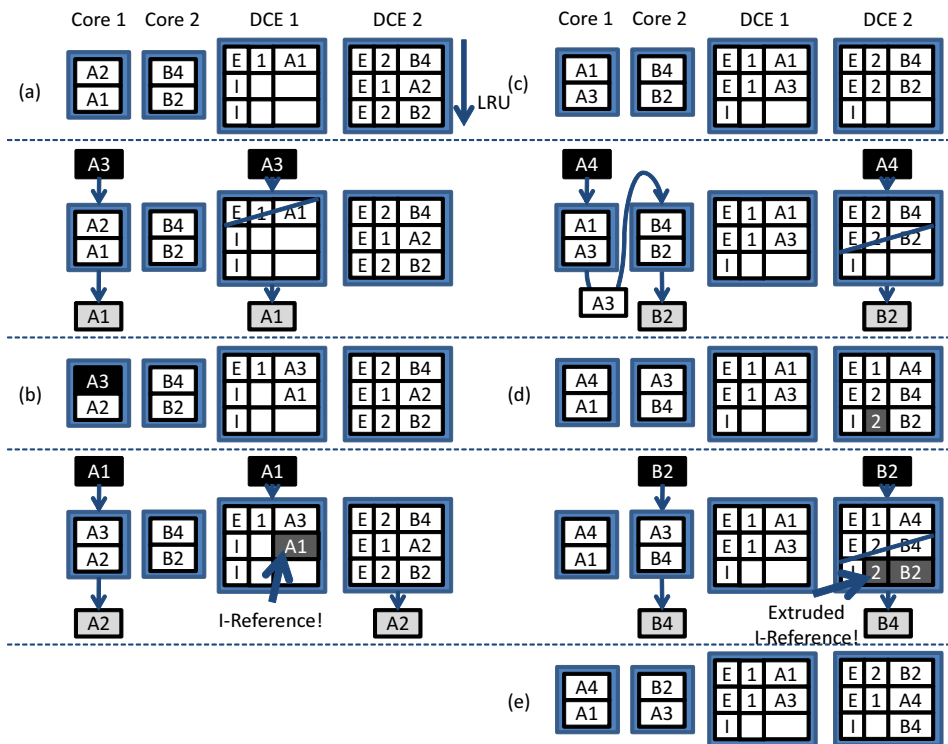 Core 1 Core 2 DCE 1 DCE 2
(a)
A2 B4 E 1 A1 E 2 B4
A1 B2 I E 1 A2
I E 2 B2
LRU
A3 A3
A2 B4 E 1 A1 E 2 B4
A1 B2 I E 1 A2
I E 2 B2
A1 A1
(b)
A3 B4 E 1 A3 E 2 B4
A2 B2 I A1 E 1 A2
I E 2 B2
A1 A1
A3 B4 E 1 A3 E 2 B4
A2 B2 I A1 E 1 A2
I E 2 B2
A2 I-Reference! A2
Core 1 Core 2 DCE 1 DCE 2
(c)
A1 B4 E 1 A1 E 2 B4
A3 B2 E 1 A3 E 2 B2
I I
A4 A4
A1 B4 E 1 A1 E 2 B4
A3 B2 E 1 A3 E 2 B2
I I
A3 B2 B2
(d)
A4 A3 E 1 A1 E 1 A4
A1 B4 E 1 A3 E 2 B4
I I 2 B2
B2 B2
A4 A3 E 1 A1 E 1 A4
A1 B4 E 1 A3 E 2 B4
I 2 B2
B4 Extruded B4
I-Reference!
(e)
A4 B2 E 1 A1 E 2 B2
A1 A3 E 1 A3 E 1 A4
I I B4